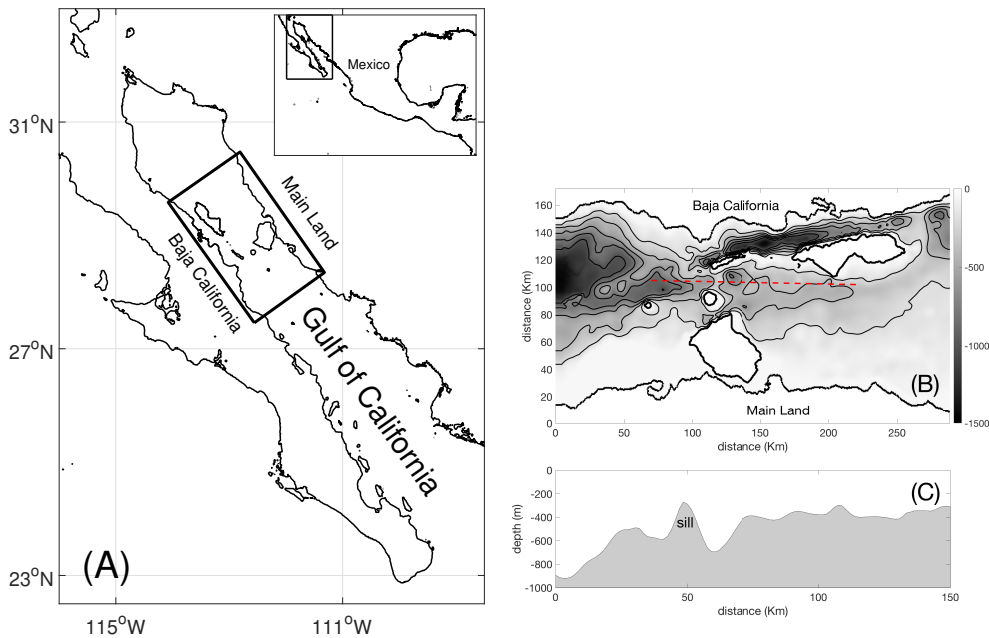 Mexico
31°N
Main Land
Baja California
27°N
Gulf of California
(A)
23°N
115°W
111°W
Baja California
160
140
120
100
80
60
40
20
0
distance (Km)
0
50
100
150
200
250
distance (Km)
Main Land
(B)
0
-500
-1000
-1500
0
-200
-400
-600
-800
-1000
depth (m)
sill
(C)
0
50
100
150
distance (Km)